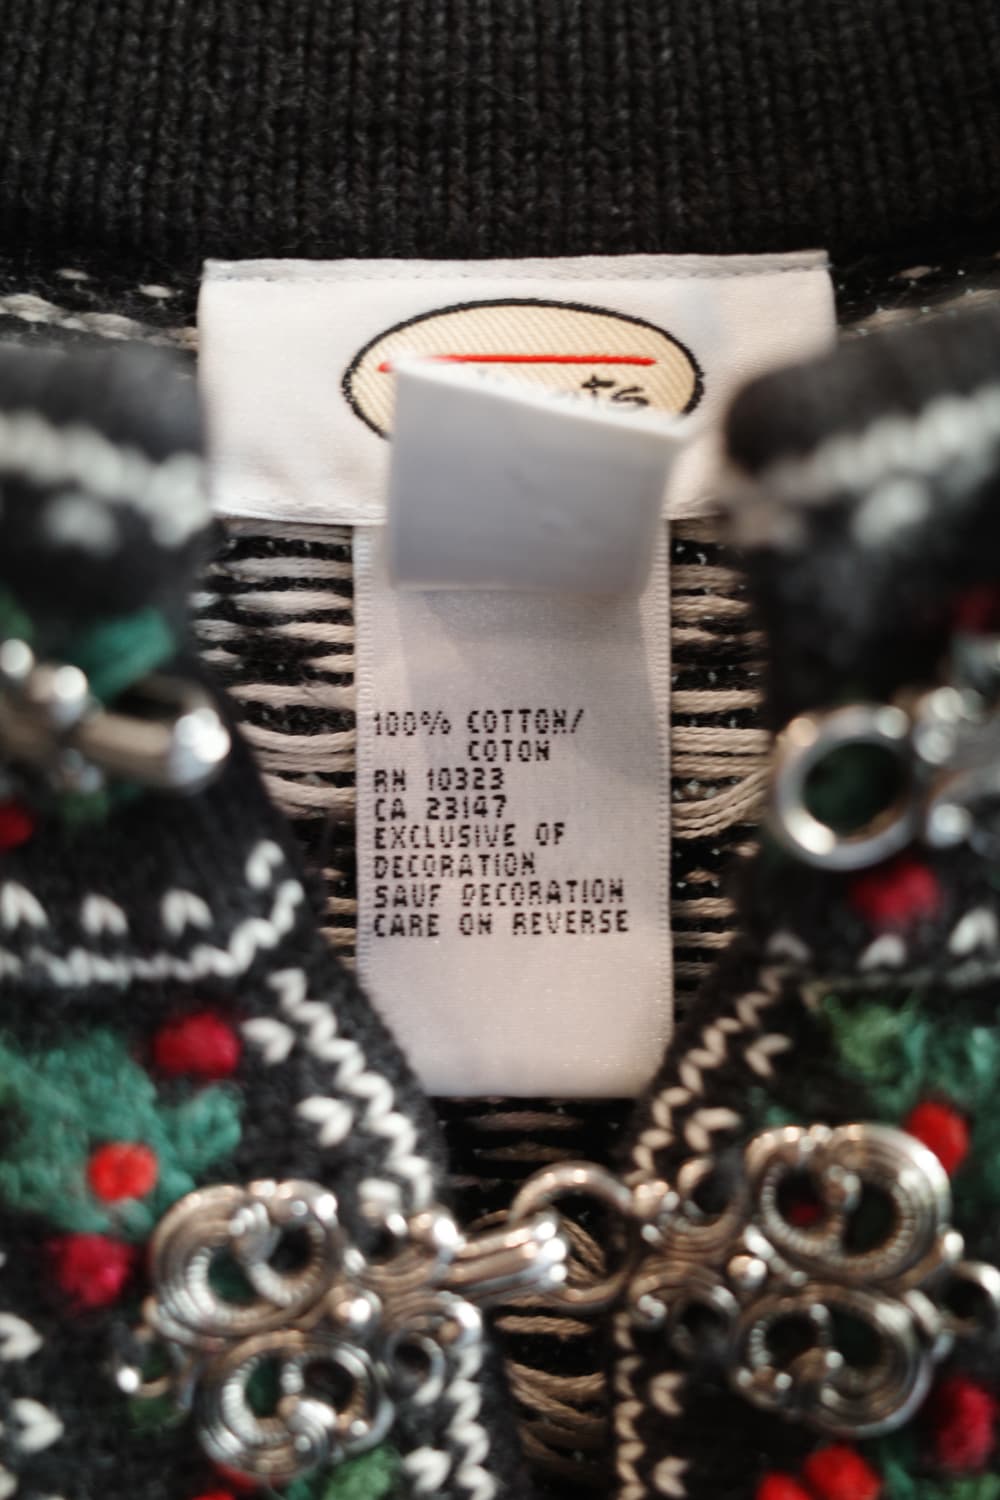 100% COTTON/
COTON
RN 10323
CA 23147
EXCLUSIVE OF
DECORATION
SAUF DECORATION
CARE ON REVERSE